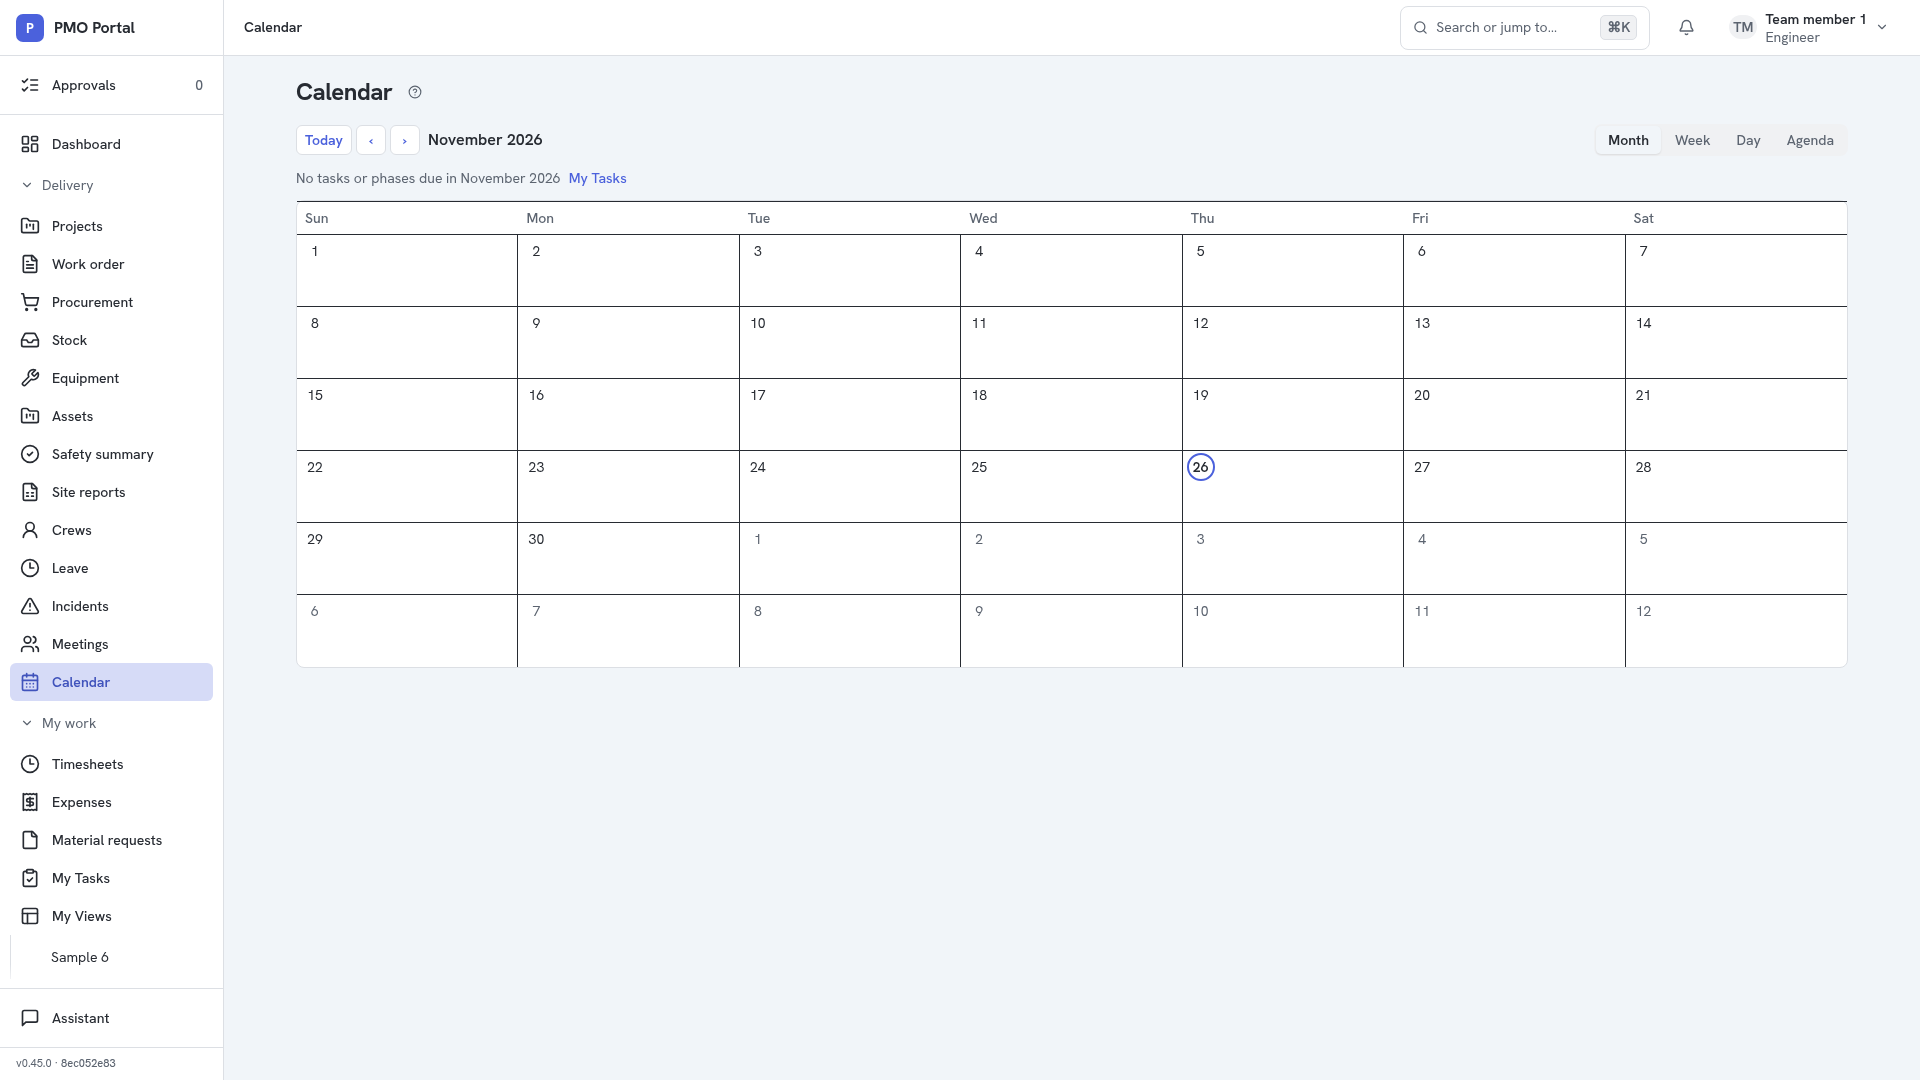 P PMO Portal
Calendar
Search or jump to... ⌘K
TM Team member 1
Engineer
Approvals 0
Dashboard
Delivery
Projects
Work order
Procurement
Stock
Equipment
Assets
Safety summary
Site reports
Crews
Leave
Incidents
Meetings
Calendar
My work
Timesheets
Expenses
Material requests
My Tasks
My Views
Sample 6
Assistant
v0.45.0 · 8ec052e83
Calendar
Today ‹ › November 2026
Month Week Day Agenda
No tasks or phases due in November 2026 My Tasks
Sun Mon Tue Wed Thu Fri Sat
1 2 3 4 5 6 7
8 9 10 11 12 13 14
15 16 17 18 19 20 21
22 23 24 25 26 27 28
29 30 1 2 3 4 5
6 7 8 9 10 11 12